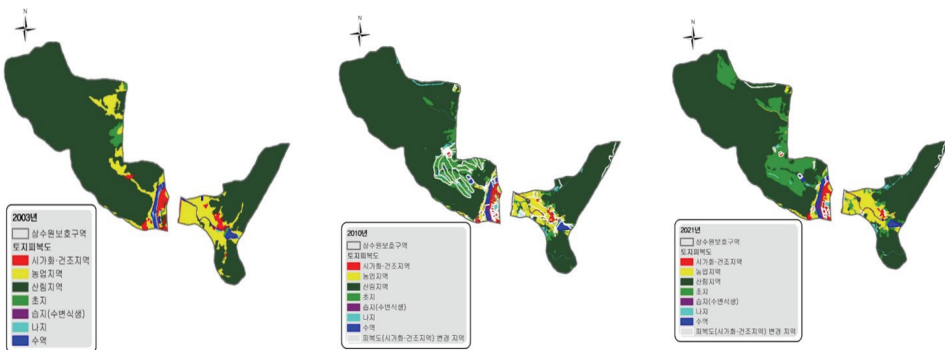 N
2003년
상수원보호구역
토지피복도
시가화·건조지역
농업지역
산림지역
초지
습지(수변식생)
나지
수역
N
2010년
상수원보호구역
토지피복도
시가화·건조지역
농업지역
산림지역
초지
습지(수변식생)
나지
수역
피복도(시가화·건조지역) 변경 지역
N
2021년
상수원보호구역
토지피복도
시가화·건조지역
농업지역
산림지역
초지
습지(수변식생)
나지
수역
피복도(시가화·건조지역) 변경 지역